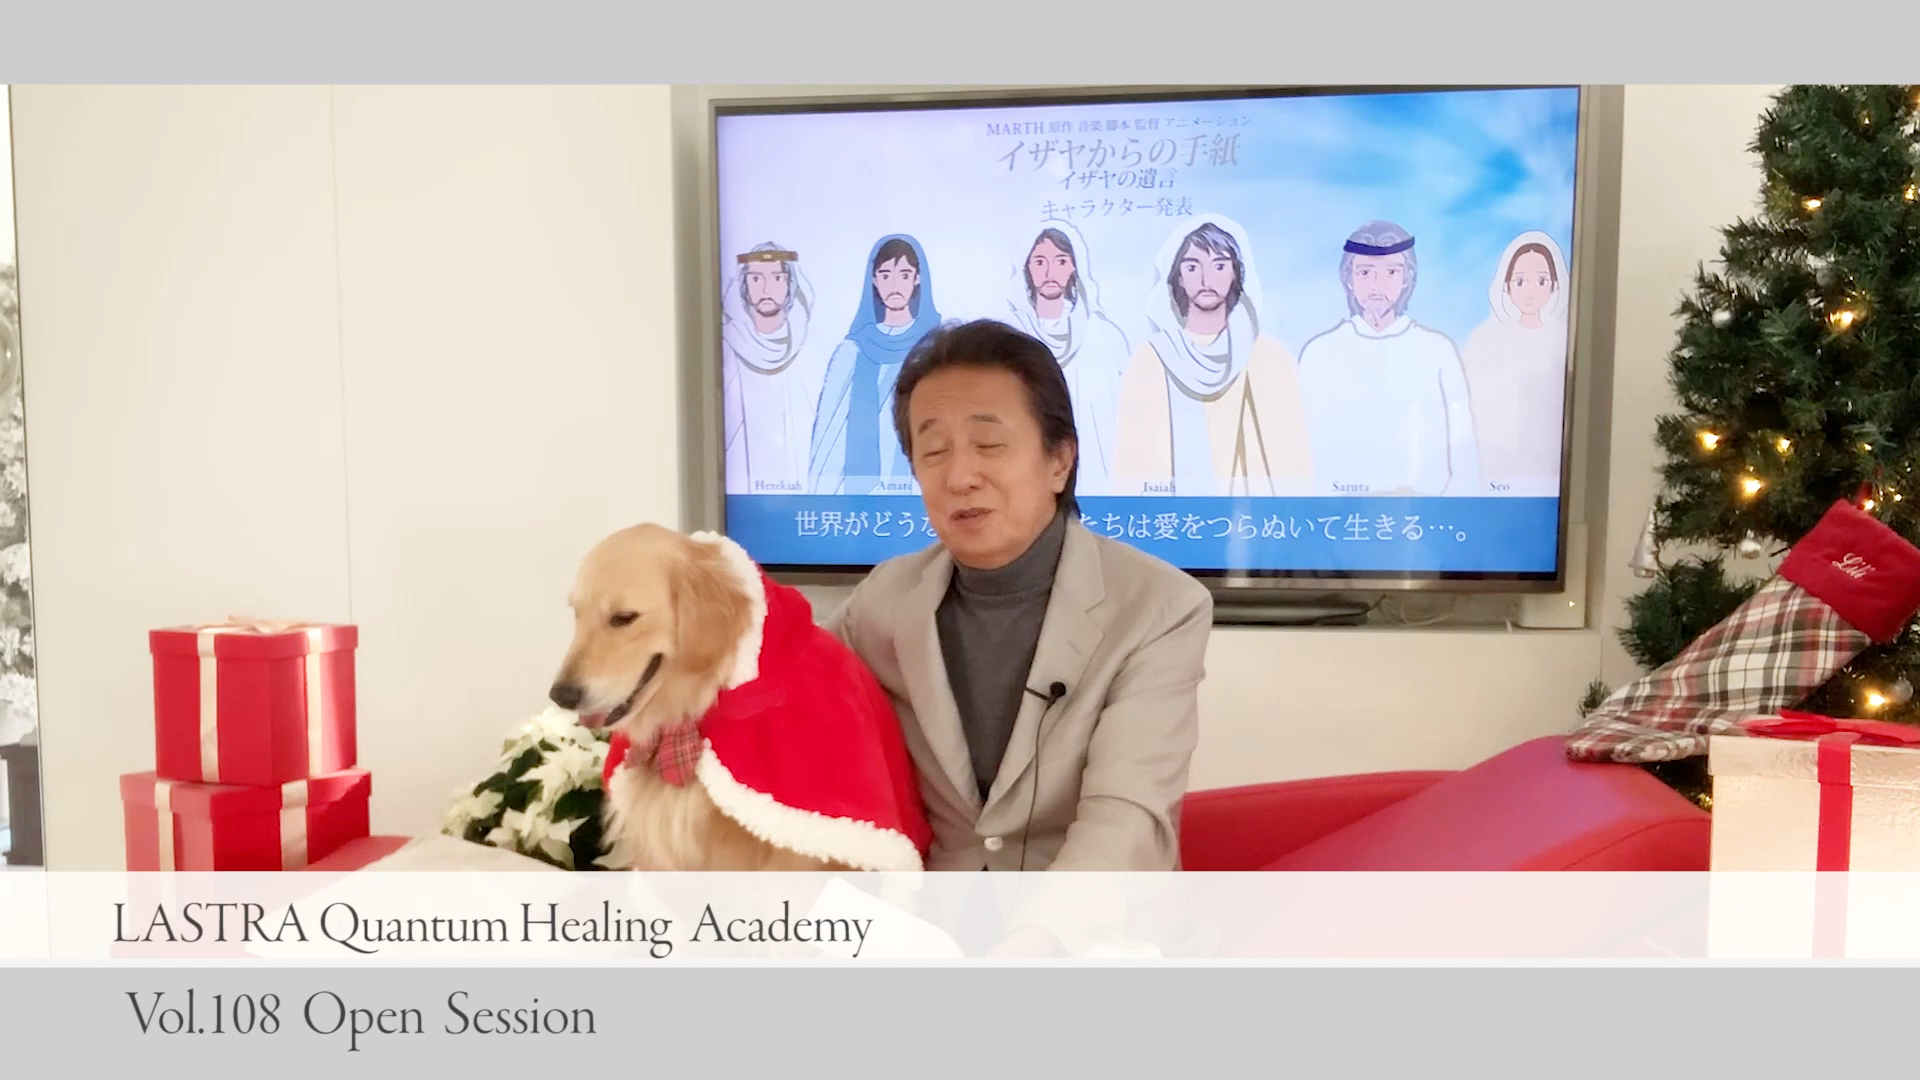 MARTH 原作 音楽 脚本 監督 アニメーション
イザヤからの手紙
イザヤの遺言
キャラクター発表
Hezekiah
Amate
Isaiah
Saruta
Seo
世界がどうな
たちは愛をつらぬいて生きる…。
Lili
LASTRA Quantum Healing Academy
Vol.108 Open Session